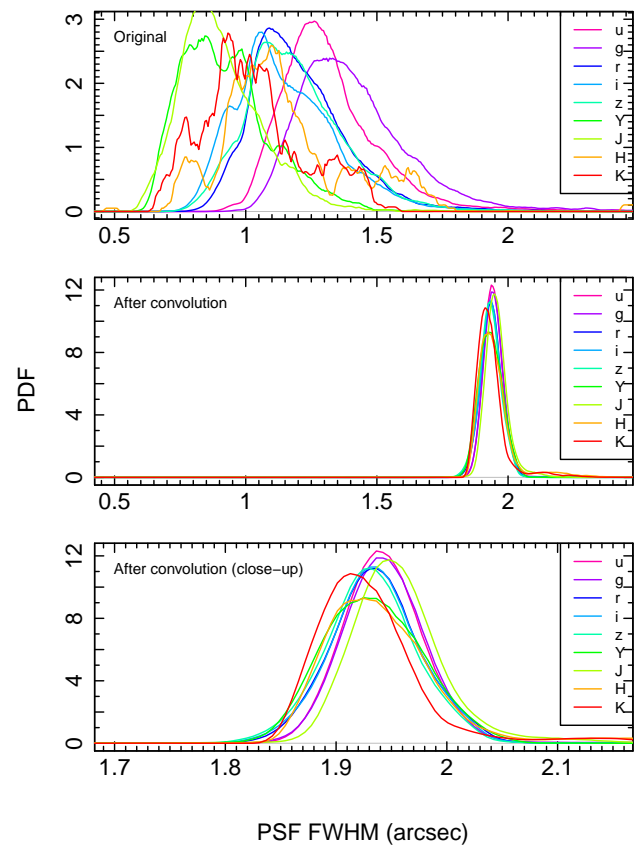 Original
0 1 2 3
0.5 1 1.5 2
u
g
r
i
z
Y
J
H
K
After convolution
0 4 8 12
0.5 1 1.5 2
u
g
r
i
z
Y
J
H
K
PDF
After convolution (close−up)
0 4 8 12
1.7 1.8 1.9 2 2.1
u
g
r
i
z
Y
J
H
K
PSF FWHM (arcsec)